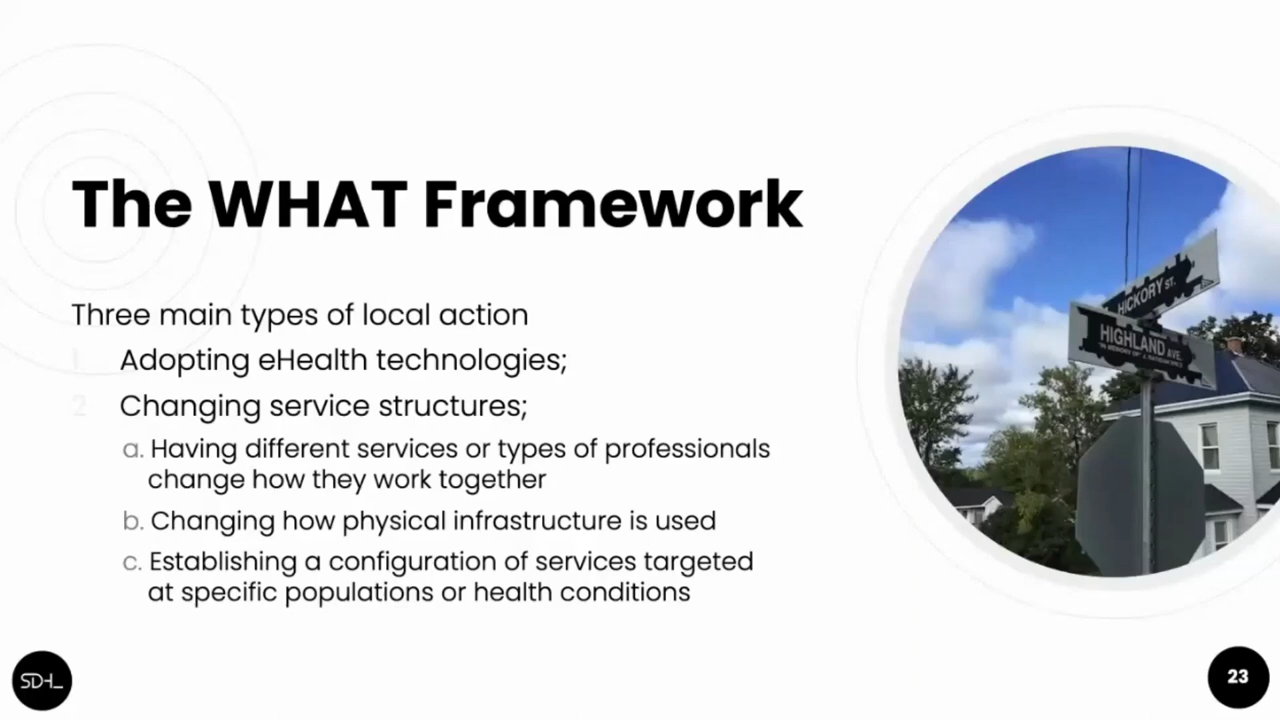 The WHAT Framework
Three main types of local action
1 Adopting eHealth technologies;
2 Changing service structures;
a. Having different services or types of professionals
change how they work together
b. Changing how physical infrastructure is used
c. Establishing a configuration of services targeted
at specific populations or health conditions
HICKORY ST.
HIGHLAND AVE.
SDHL
23